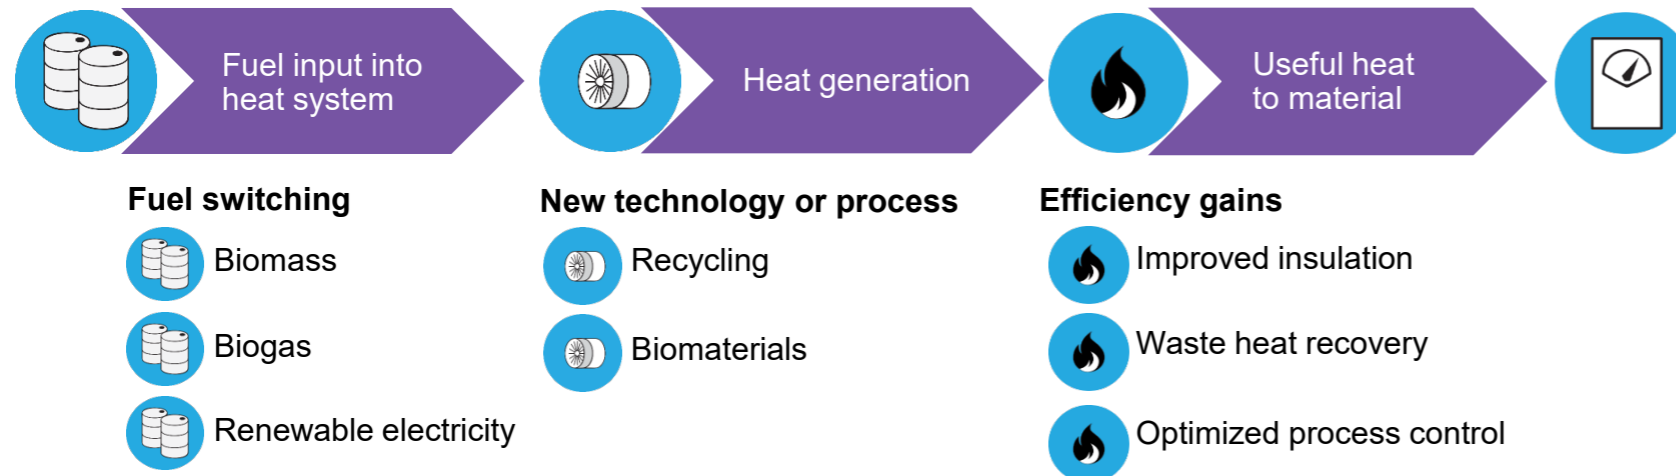 Fuel input into
heat system
Heat generation
Useful heat
to material
Fuel switching
Biomass
Biogas
Renewable electricity
New technology or process
Recycling
Biomaterials
Efficiency gains
Improved insulation
Waste heat recovery
Optimized process control